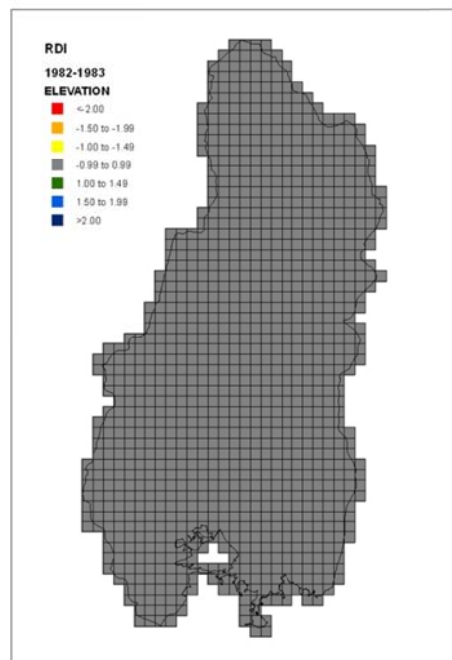 RDI
1982-1983
ELEVATION
<-2.00
-1.50 to -1.99
-1.00 to -1.49
-0.99 to 0.99
1.00 to 1.49
1.50 to 1.99
>2.00